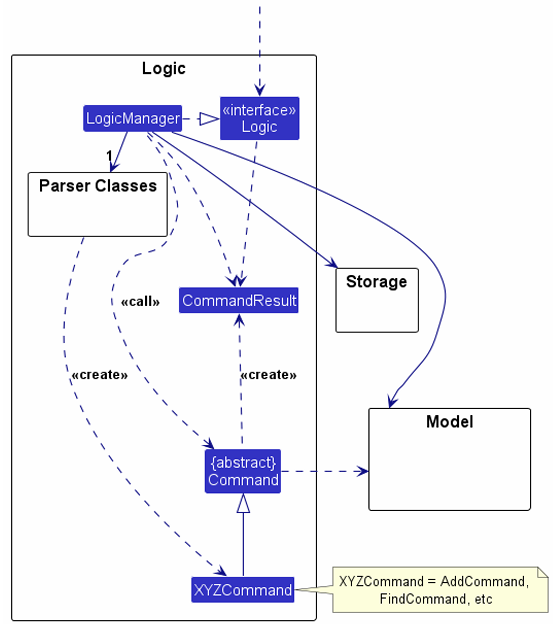 Logic
LogicManager
«interface»
Logic
1
Parser Classes
Storage
CommandResult
«call»
«create»
«create»
Model
{abstract}
Command
XYZCommand
XYZCommand = AddCommand,
FindCommand, etc